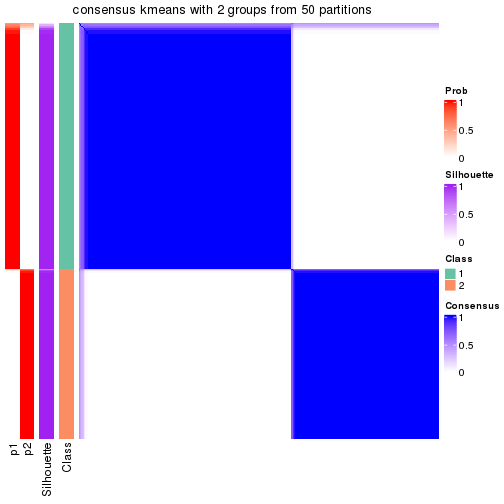 consensus kmeans with 2 groups from 50 partitions
Prob
1
0.5
0
Silhouette
1
0.5
0
Class
1
2
Consensus
1
0.5
0
p1
p2
Silhouette
Class